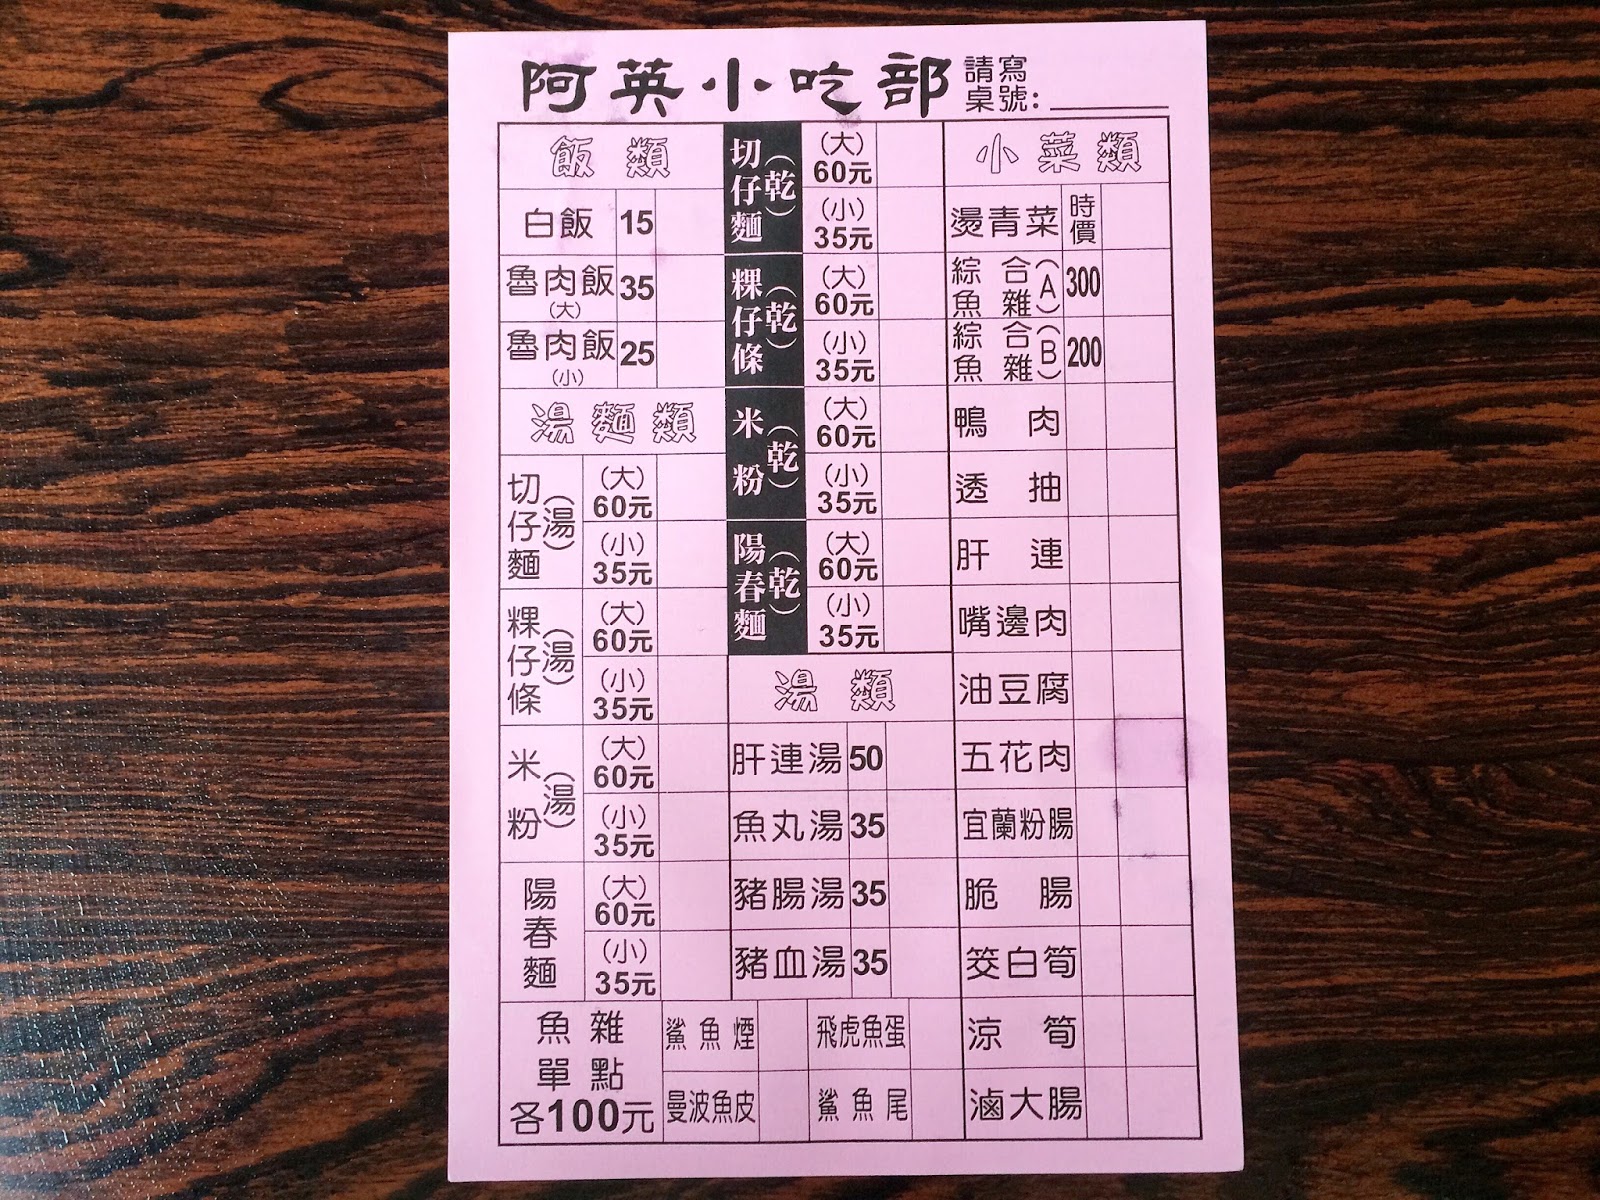 阿英小吃部 請寫桌號:
飯類
白飯 15
魯肉飯(大) 35
魯肉飯(小) 25
湯麵類
切仔麵(湯) (大) 60元
(小) 35元
粿仔條(湯) (大) 60元
(小) 35元
米粉(湯) (大) 60元
(小) 35元
陽春麵 (大) 60元
(小) 35元
切仔麵(乾) (大) 60元
(小) 35元
粿仔條(乾) (大) 60元
(小) 35元
米粉(乾) (大) 60元
(小) 35元
陽春麵(乾) (大) 60元
(小) 35元
湯類
肝連湯 50
魚丸湯 35
豬腸湯 35
豬血湯 35
魚雜單點各100元
鯊魚煙
飛虎魚蛋
曼波魚皮
鯊魚尾
小菜類
燙青菜 時價
綜合魚雜(A) 300
綜合魚雜(B) 200
鴨肉
透抽
肝連
嘴邊肉
油豆腐
五花肉
宜蘭粉腸
脆腸
筊白筍
涼筍
滷大腸